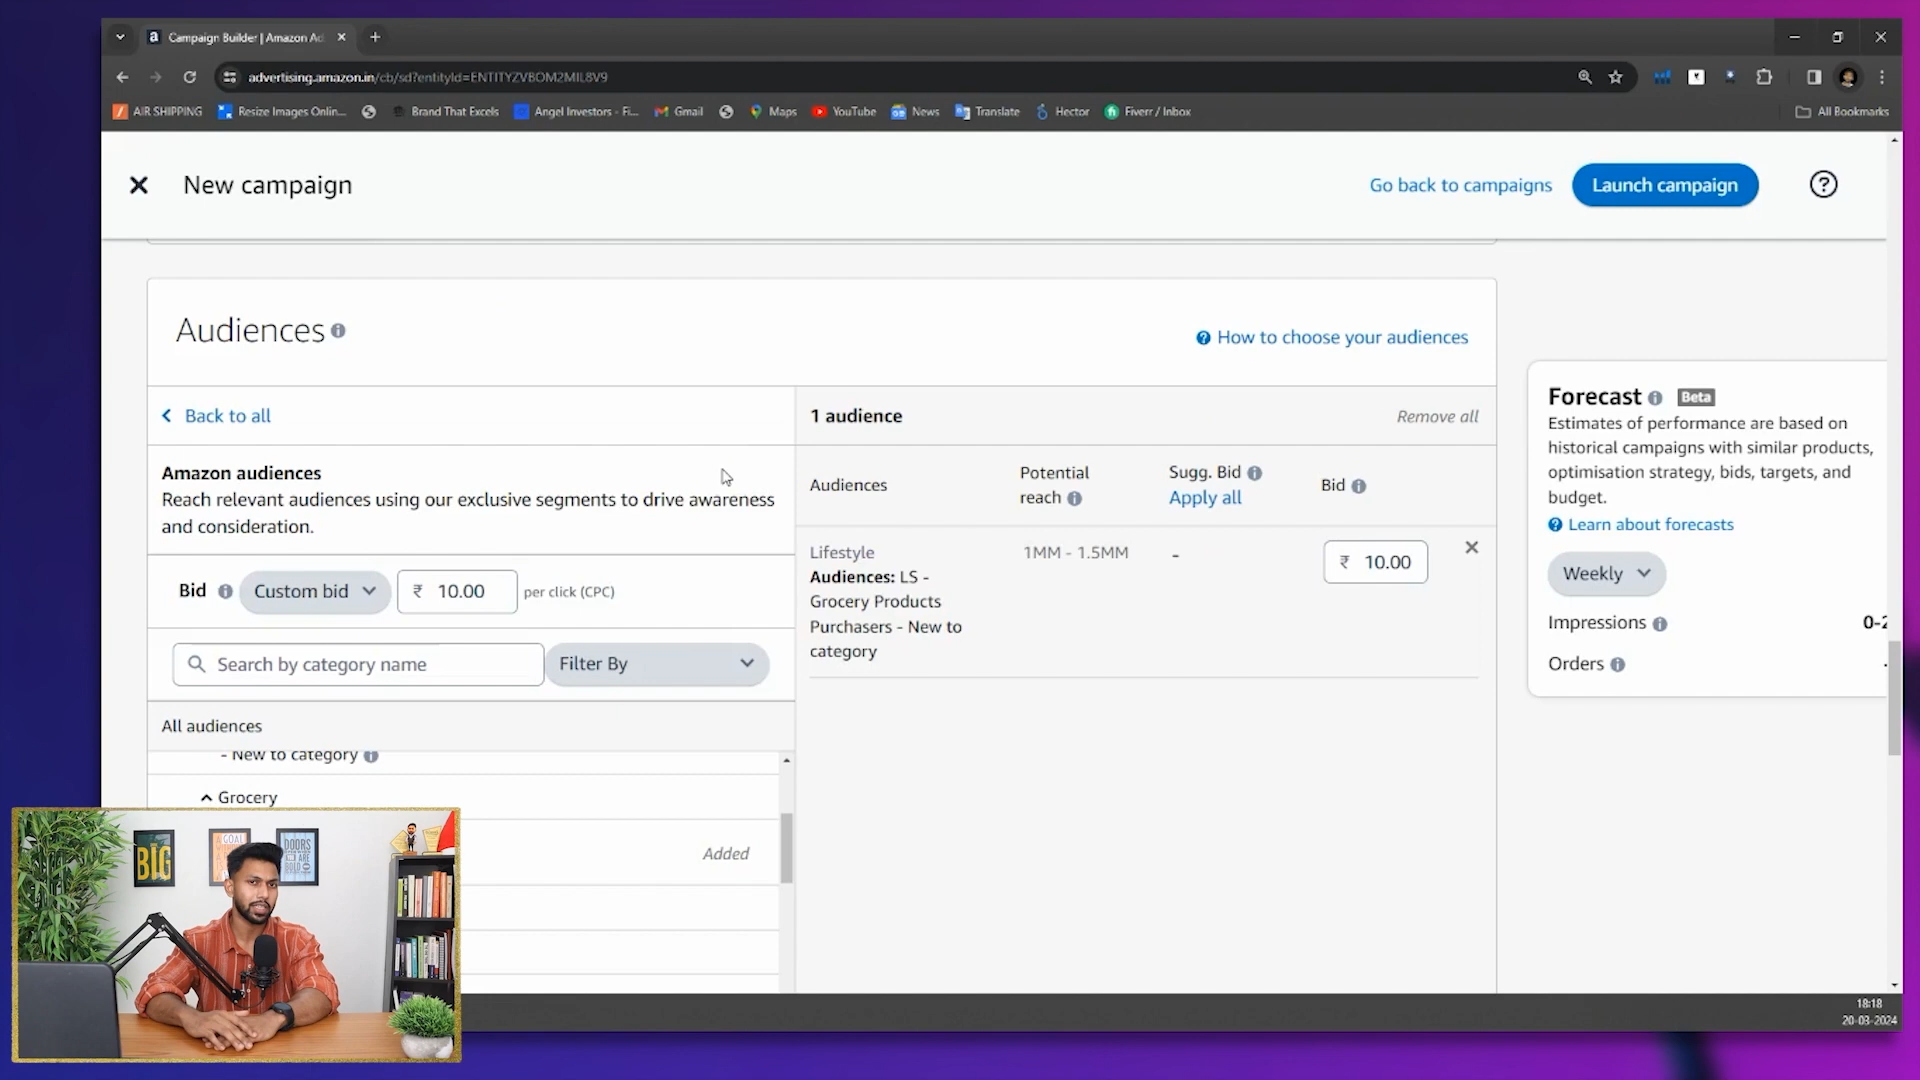 Campaign Builder | Amazon Ad
advertising.amazon.in/cb/sd?entityId=ENTITYZVBOM2MIL8V9
AIR SHIPPING
Resize Images Onlin...
Brand That Excels
Angel Investors - Fi...
Gmail
Maps
YouTube
News
Translate
Hector
Fiverr / Inbox
All Bookmarks
New campaign
Go back to campaigns
Launch campaign
Audiences
How to choose your audiences
Back to all
1 audience
Remove all
Amazon audiences
Reach relevant audiences using our exclusive segments to drive awareness
and consideration.
Audiences
Potential
reach
Sugg. Bid
Apply all
Bid
Bid
Custom bid
₹ 10.00
per click (CPC)
Lifestyle
Audiences: LS -
Grocery Products
Purchasers - New to
category
1MM - 1.5MM
-
₹ 10.00
Search by category name
Filter By
All audiences
- New to category
Grocery
Added
Forecast
Beta
Estimates of performance are based on
historical campaigns with similar products,
optimisation strategy, bids, targets, and
budget.
Learn about forecasts
Weekly
Impressions
0-2
Orders
-
BIG
A GOAL
DOORS
18:18
20-03-2024